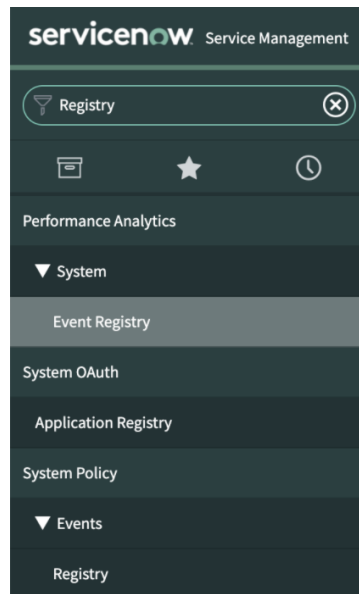 servicenow. Service Management
Registry
Performance Analytics
System
Event Registry
System OAuth
Application Registry
System Policy
Events
Registry